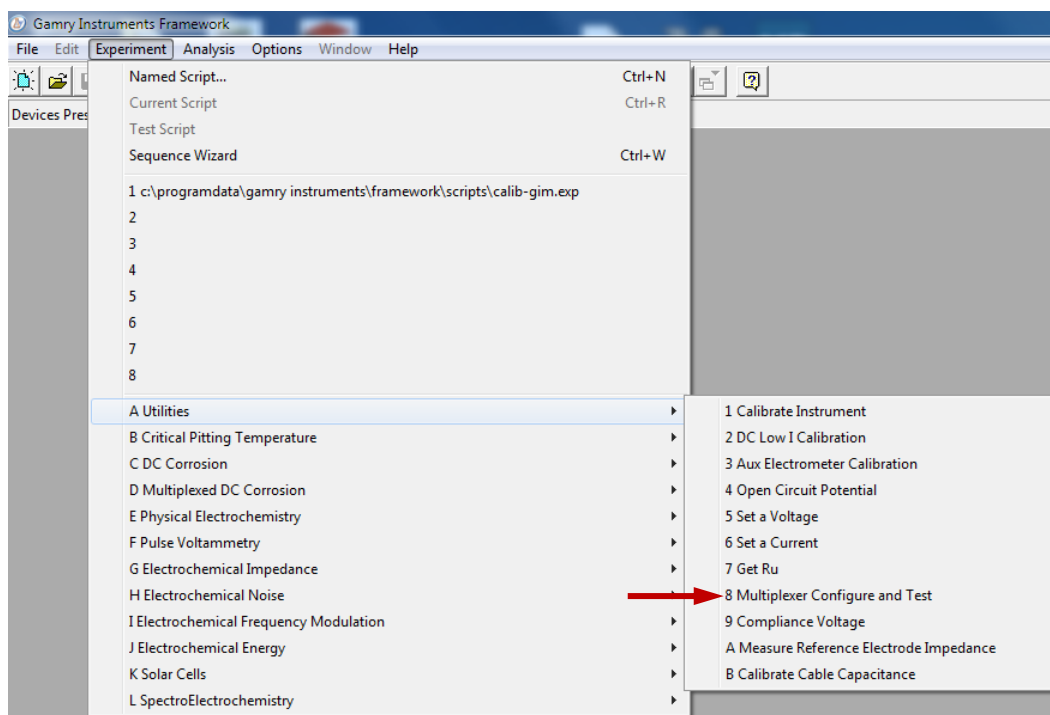 Gamry Instruments Framework
File Edit Experiment Analysis Options Window Help
Devices Pres
Named Script... Ctrl+N
Current Script Ctrl+R
Test Script
Sequence Wizard Ctrl+W
1 c:\programdata\gamry instruments\framework\scripts\calib-gim.exp
2
3
4
5
6
7
8
A Utilities
B Critical Pitting Temperature
C DC Corrosion
D Multiplexed DC Corrosion
E Physical Electrochemistry
F Pulse Voltammetry
G Electrochemical Impedance
H Electrochemical Noise
I Electrochemical Frequency Modulation
J Electrochemical Energy
K Solar Cells
L SpectroElectrochemistry
1 Calibrate Instrument
2 DC Low I Calibration
3 Aux Electrometer Calibration
4 Open Circuit Potential
5 Set a Voltage
6 Set a Current
7 Get Ru
8 Multiplexer Configure and Test
9 Compliance Voltage
A Measure Reference Electrode Impedance
B Calibrate Cable Capacitance